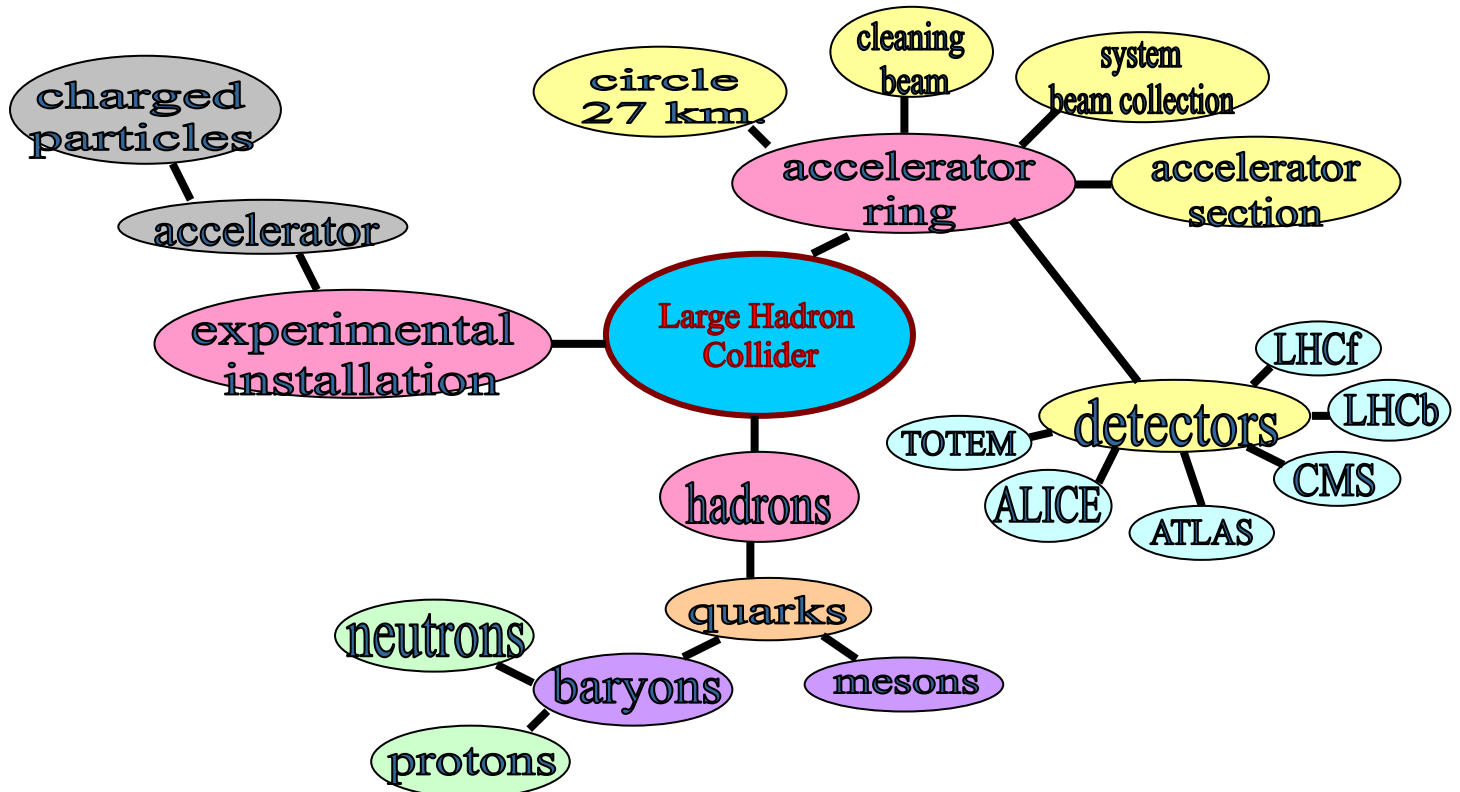 cleaning
beam
system
beam collection
circle
27 km.
charged
particles
accelerator
ring
accelerator
section
accelerator
experimental
installation
Large Hadron
Collider
LHCf
LHCb
detectors
TOTEM
CMS
ALICE
ATLAS
hadrons
quarks
neutrons
baryons
mesons
protons